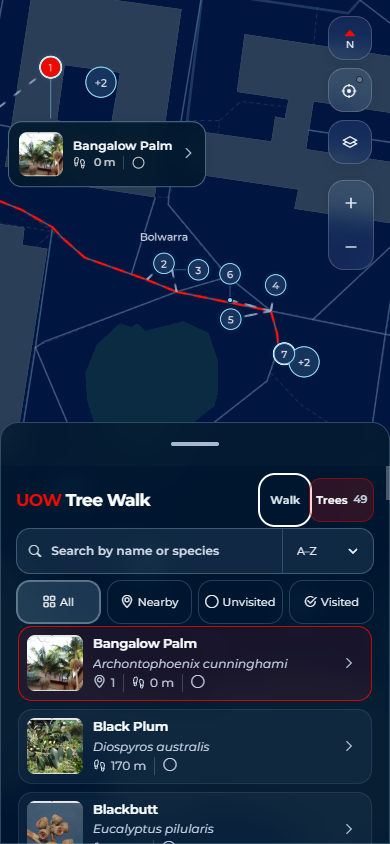 N
1
+2
Bangalow Palm
0 m
Bolwarra
2
3
6
4
5
7
+2
UOW Tree Walk
Walk
Trees 49
Search by name or species
A-Z
All
Nearby
Unvisited
Visited
Bangalow Palm
Archontophoenix cunninghami
1
0 m
Black Plum
Diospyros australis
170 m
Blackbutt
Eucalyptus pilularis